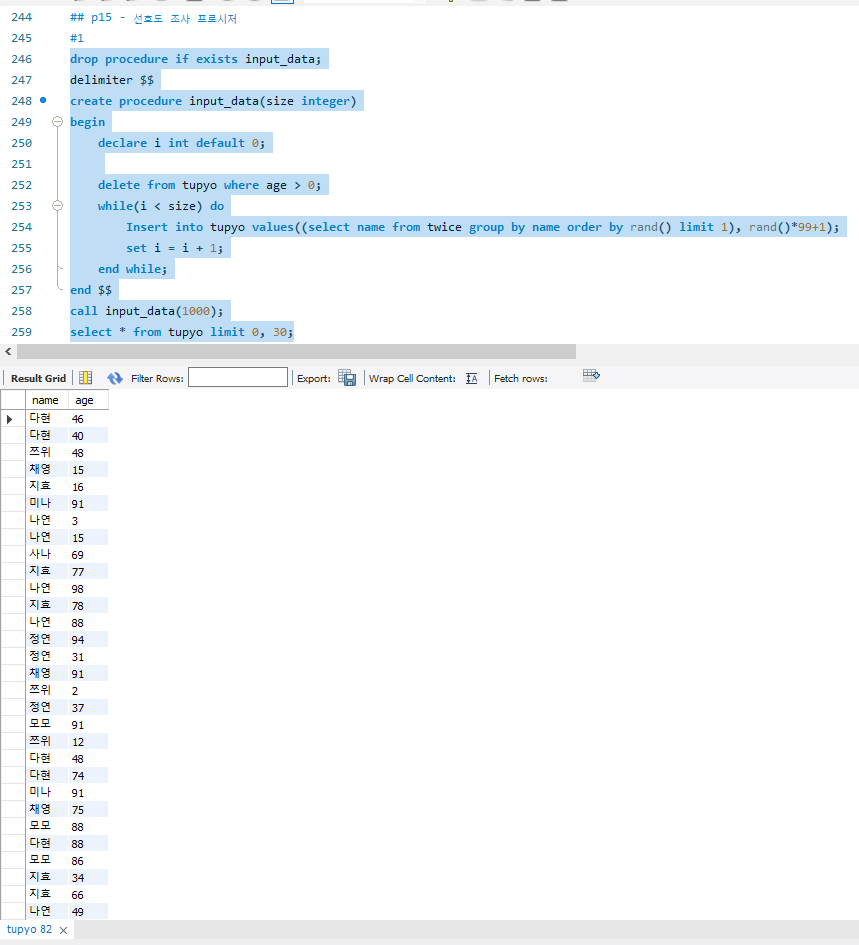 244 ## p15 - 선호도 조사 프로시저
245 #1
246 drop procedure if exists input_data;
247 delimiter $$
248 create procedure input_data(size integer)
249 begin
250 declare i int default 0;
251
252 delete from tupyo where age > 0;
253 while(i < size) do
254 Insert into tupyo values((select name from twice group by name order by rand() limit 1), rand()*99+1);
255 set i = i + 1;
256 end while;
257 end $$
258 call input_data(1000);
259 select * from tupyo limit 0, 30;
Result Grid Filter Rows: Export: Wrap Cell Content: Fetch rows:
name age
다현 46
다현 40
쯔위 48
채영 15
지효 16
미나 91
나연 3
나연 15
사나 69
지효 77
나연 98
지효 78
나연 88
정연 94
정연 31
채영 91
쯔위 2
정연 37
모모 91
쯔위 12
다현 48
다현 74
미나 91
채영 75
모모 88
다현 88
모모 86
지효 34
지효 66
나연 49
tupyo 82